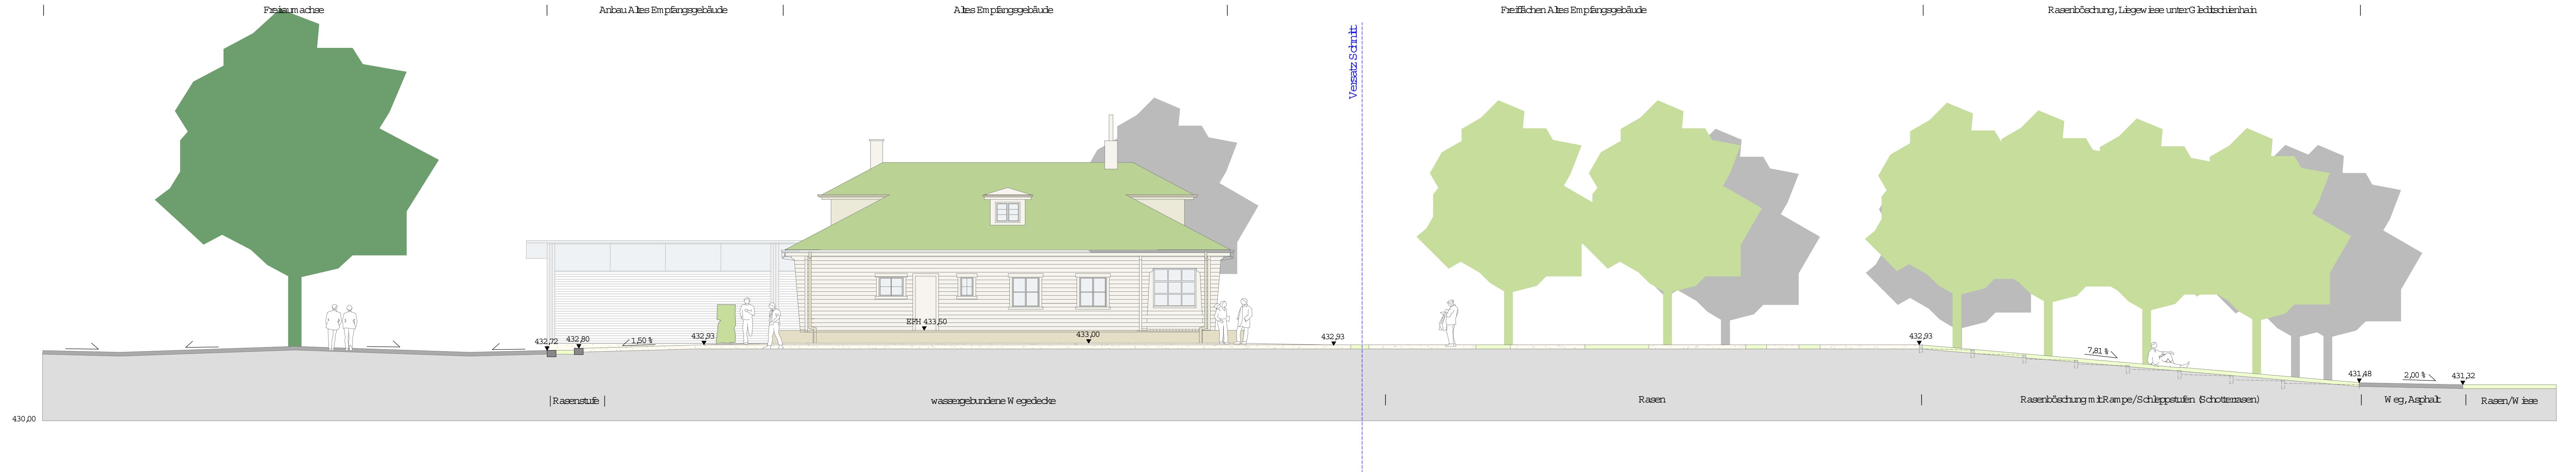 Freiraumachse
Anbau Altes Empfangsgebäude
Altes Empfangsgebäude
Freiflächen Altes Empfangsgebäude
Rasenböschung, Liegewiese unter Gleditschienhain
Versatz Schnitt
432,72
432,80
1,50 %
432,93
EFH 433,50
433,00
432,93
432,93
7,81 %
431,48
2,00 %
431,32
Rasenstufe
wassergebundene Wegedecke
Rasen
Rasenböschung mit Rampe/Schleppstufen (Schotterrasen)
Weg, Asphalt
Rasen/Wiese
430,00